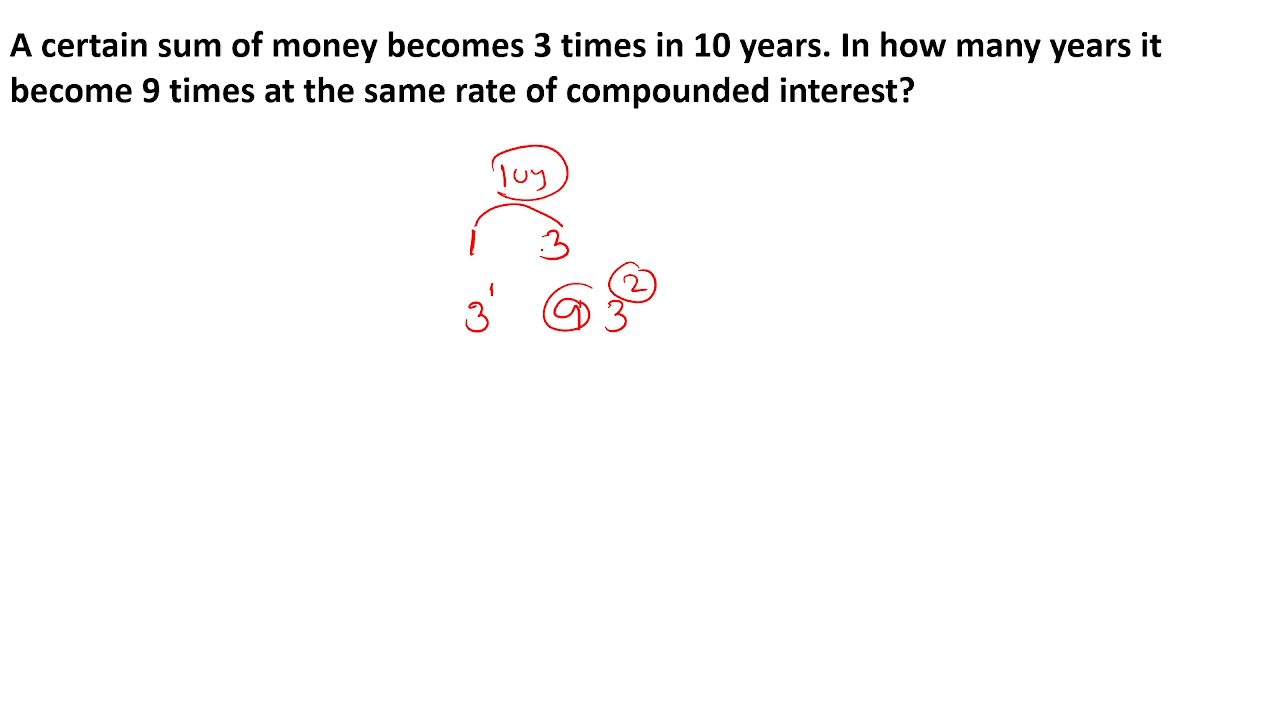 A certain sum of money becomes 3 times in 10 years. In how many years it
become 9 times at the same rate of compounded interest?
10y
1 3
3¹ 9 3²